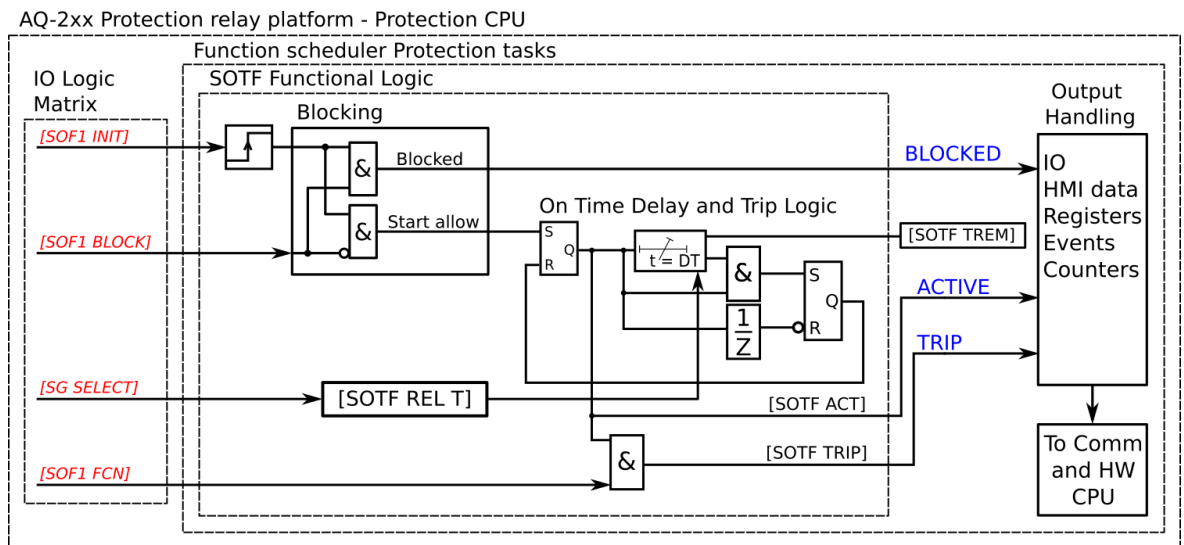 AQ-2xx Protection relay platform - Protection CPU
Function scheduler Protection tasks
SOTF Functional Logic
IO Logic
Matrix
Blocking
Output
Handling
[SOF1 INIT]
&
Blocked
BLOCKED
IO
HMI data
Registers
Events
Counters
On Time Delay and Trip Logic
[SOF1 BLOCK]
&
Start allow
S
Q
R
t = DT
[SOTF TREM]
&
S
Q
R
1
Z
ACTIVE
TRIP
[SG SELECT]
[SOTF REL T]
[SOTF ACT]
[SOF1 FCN]
&
[SOTF TRIP]
To Comm
and HW
CPU